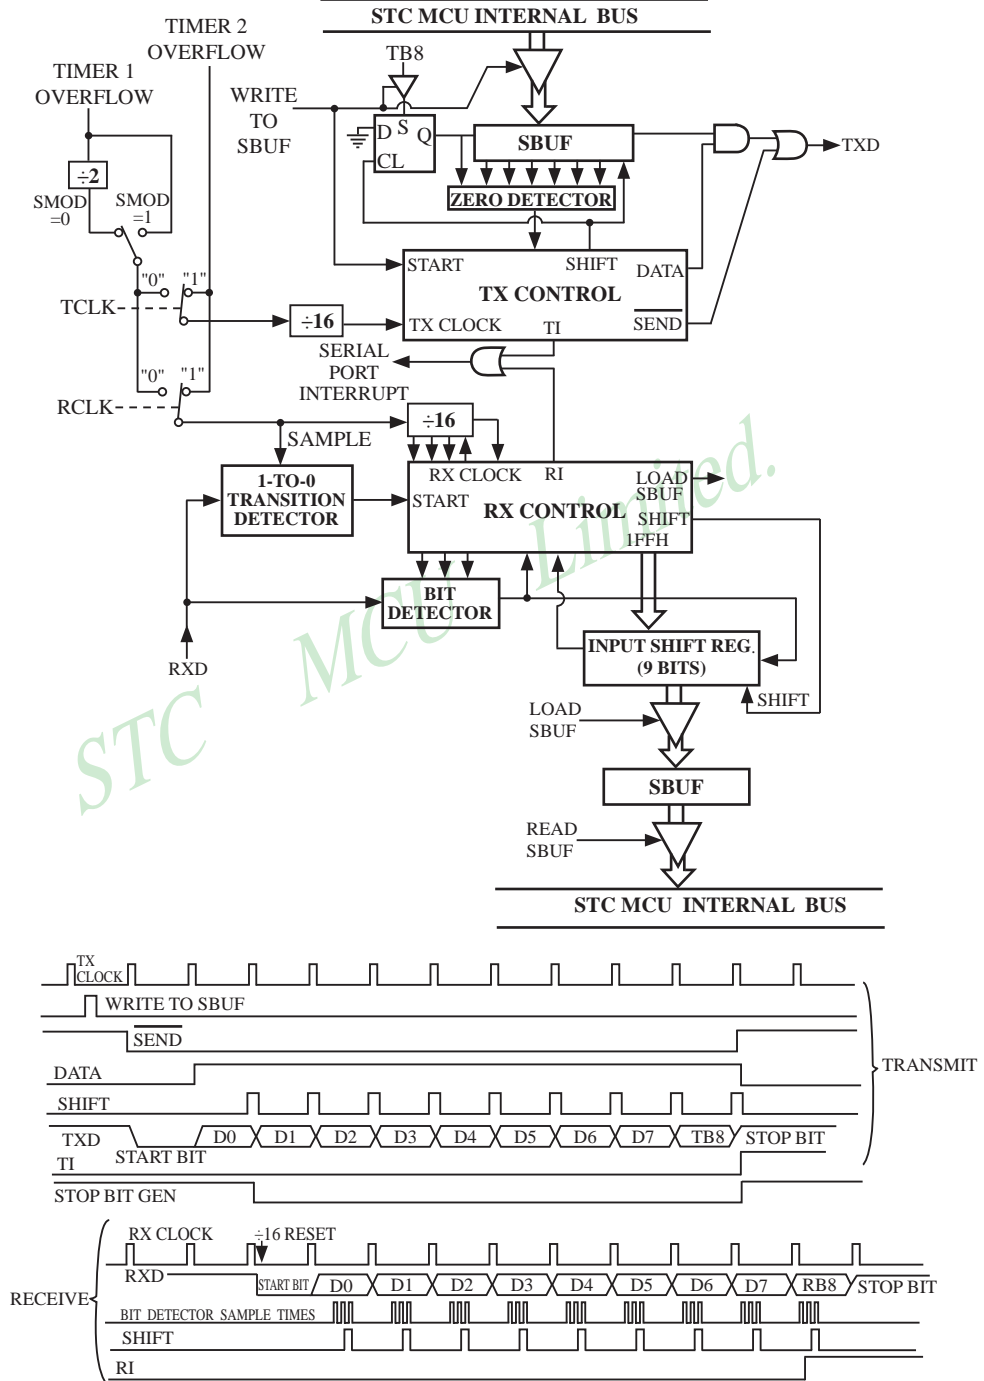 STC MCU INTERNAL BUS
TIMER 2
OVERFLOW
TIMER 1
OVERFLOW
TB8
WRITE
TO
SBUF
D S Q
CL
SBUF
TXD
÷2
ZERO DETECTOR
SMOD
=0
SMOD
=1
START
SHIFT
DATA
TX CONTROL
"0" "1"
TCLK
÷16
TX CLOCK
TI
SEND
SERIAL
PORT
INTERRUPT
"0" "1"
RCLK
÷16
SAMPLE
RX CLOCK
RI
LOAD
SBUF
1-TO-0
TRANSITION
DETECTOR
START
RX CONTROL
SHIFT
1FFH
BIT
DETECTOR
RXD
INPUT SHIFT REG.
(9 BITS)
SHIFT
LOAD
SBUF
SBUF
READ
SBUF
STC MCU INTERNAL BUS
STC MCU Limited.
TX
CLOCK
WRITE TO SBUF
SEND
DATA
TRANSMIT
SHIFT
TXD
START BIT
D0 D1 D2 D3 D4 D5 D6 D7 TB8 STOP BIT
TI
STOP BIT GEN
RX CLOCK
÷16 RESET
RXD
START BIT D0 D1 D2 D3 D4 D5 D6 D7 RB8 STOP BIT
RECEIVE
BIT DETECTOR SAMPLE TIMES
SHIFT
RI